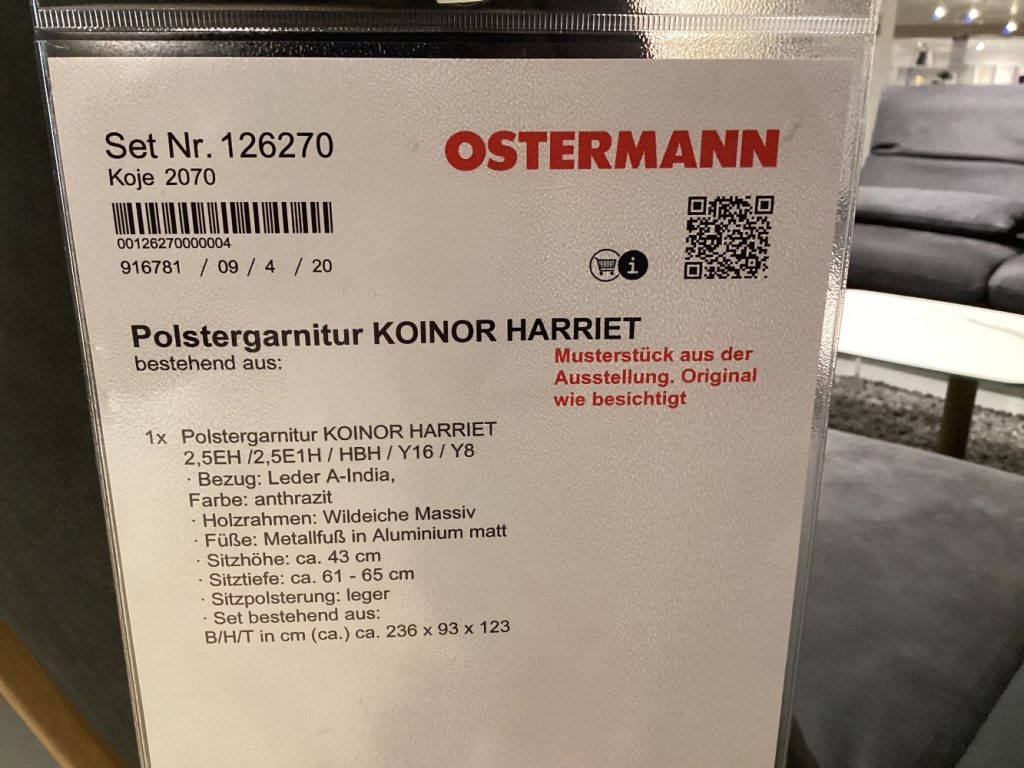 Set Nr. 126270
Koje 2070
OSTERMANN
00126270000004
916781 / 09 / 4 / 20
Polstergarnitur KOINOR HARRIET
bestehend aus:
Musterstück aus der
Ausstellung. Original
wie besichtigt
1x Polstergarnitur KOINOR HARRIET
2,5EH /2,5E1H / HBH / Y16 / Y8
· Bezug: Leder A-India,
Farbe: anthrazit
· Holzrahmen: Wildeiche Massiv
· Füße: Metallfuß in Aluminium matt
· Sitzhöhe: ca. 43 cm
· Sitztiefe: ca. 61 - 65 cm
· Sitzpolsterung: leger
· Set bestehend aus:
B/H/T in cm (ca.) ca. 236 x 93 x 123